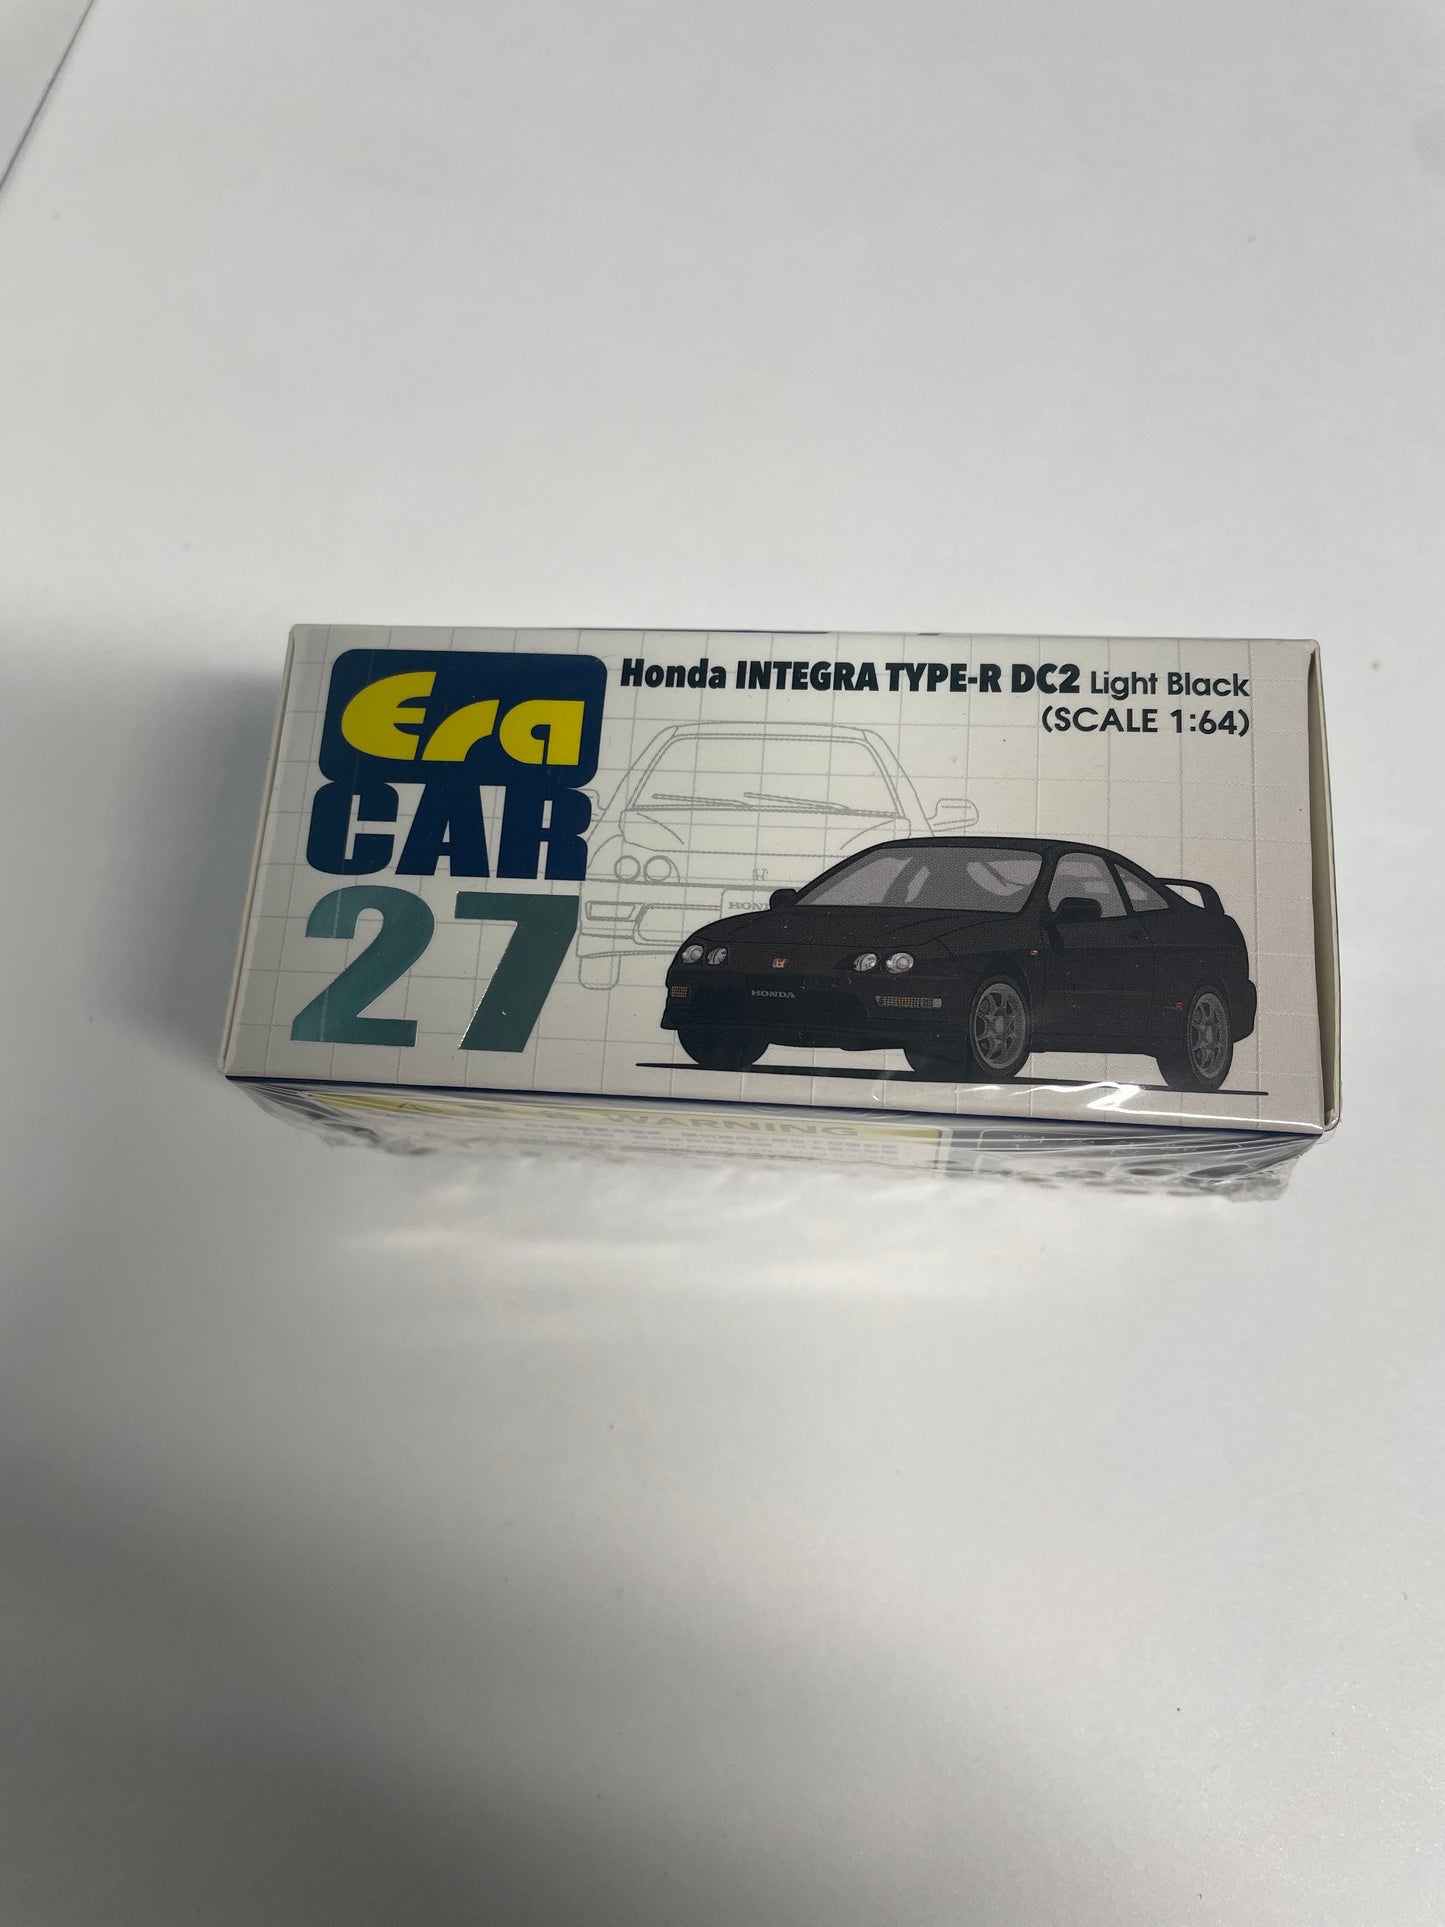 Era
CAR
27
Honda INTEGRA TYPE-R DC2 Light Black
(SCALE 1:64)
HONDA
WARNING